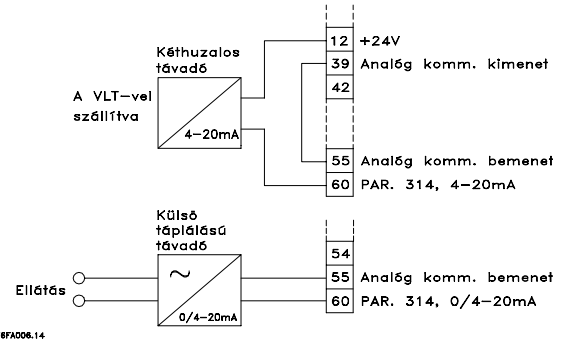 Kéthuzalos
távadó
A VLT-vel
szállítva
4-20mA
12 +24V
39 Analóg komm. kimenet
42
55 Analóg komm. bemenet
60 PAR. 314, 4-20mA
Külső
táplálású
távadó
Ellátás
~
0/4-20mA
54
55 Analóg komm. bemenet
60 PAR. 314, 0/4-20mA
6FA006.14